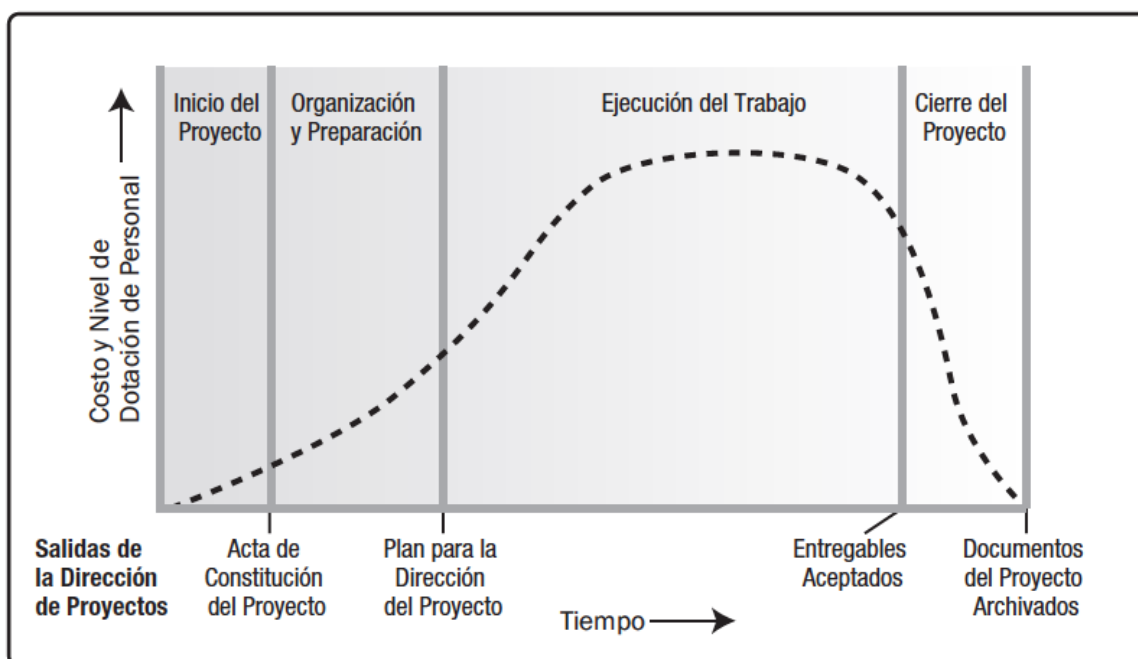 Inicio del
Proyecto
Organización
y Preparación
Ejecución del Trabajo
Cierre del
Proyecto
Costo y Nivel de
Dotación de Personal
Salidas de
la Dirección
de Proyectos
Acta de
Constitución
del Proyecto
Plan para la
Dirección
del Proyecto
Entregables
Aceptados
Documentos
del Proyecto
Archivados
Tiempo